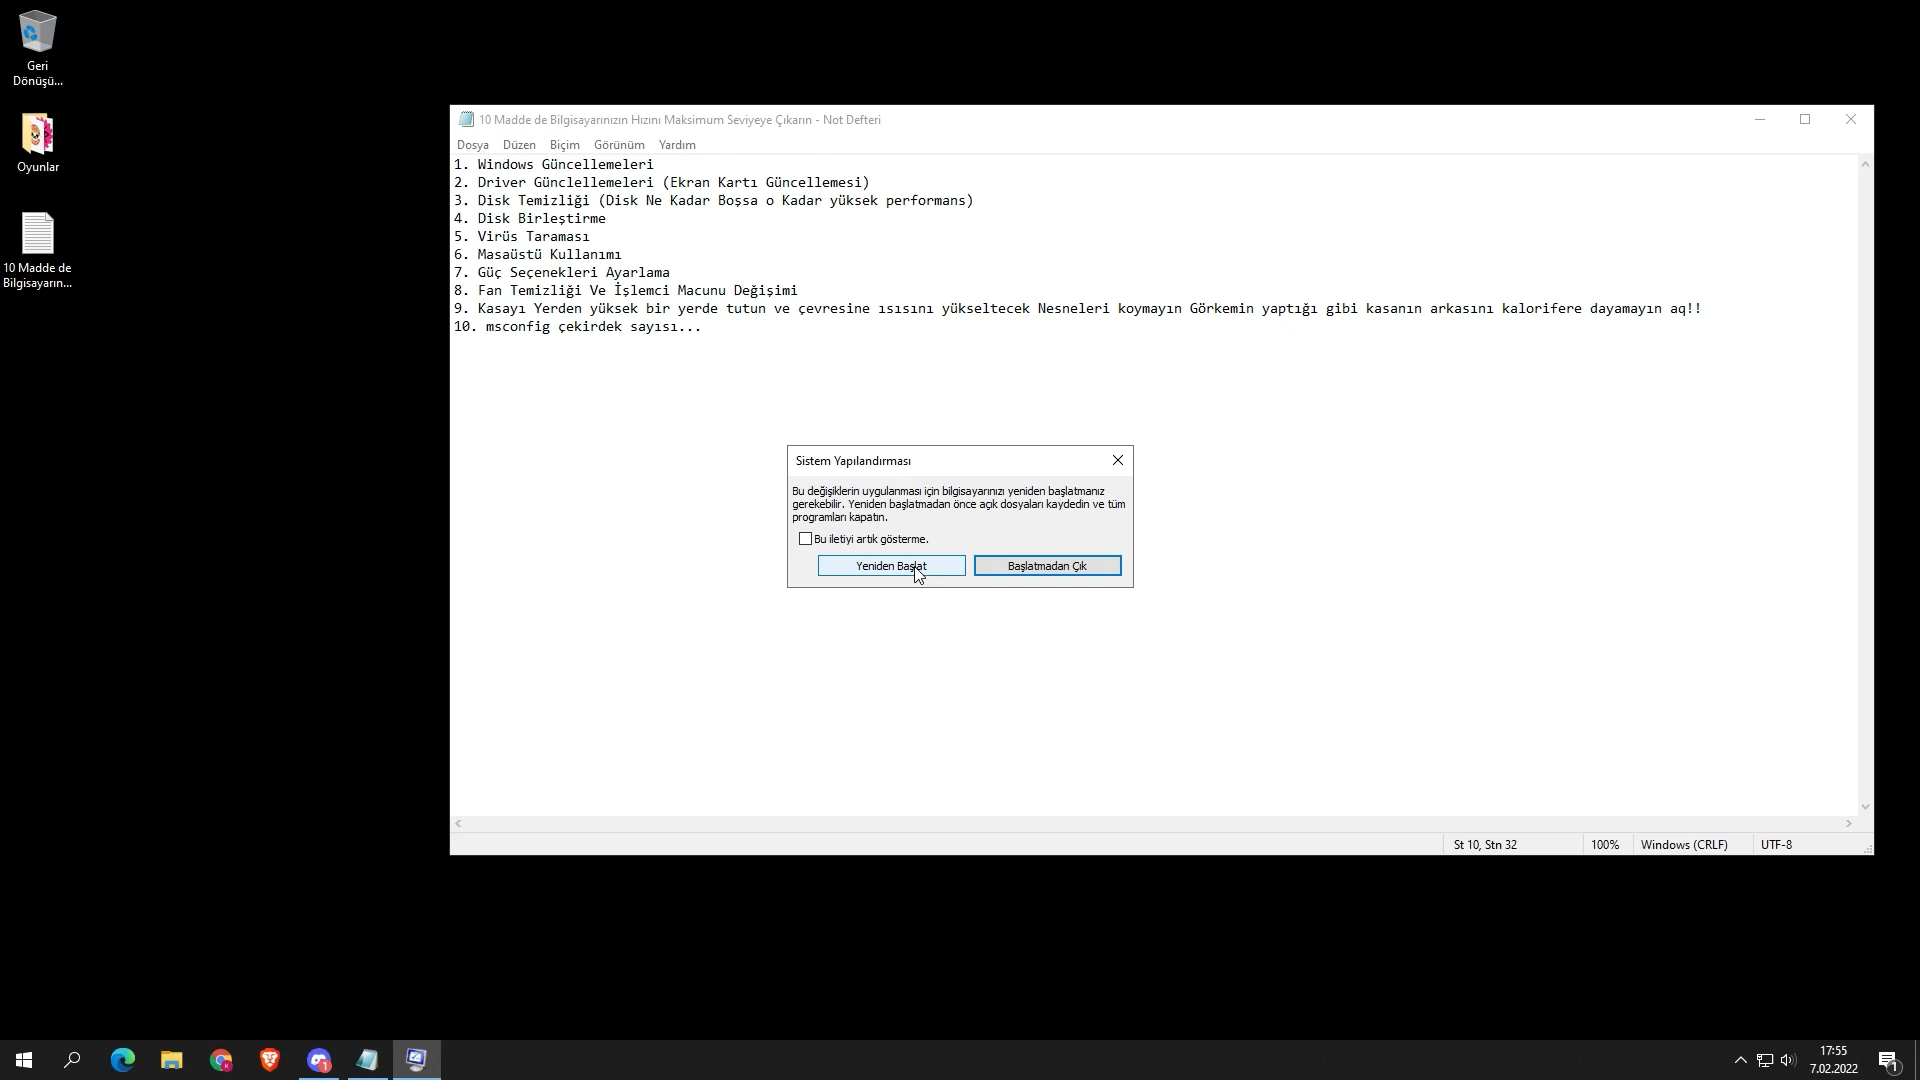 Geri
Dönüşü...
Oyunlar
10 Madde de
Bilgisayarın...
10 Madde de Bilgisayarınızın Hızını Maksimum Seviyeye Çıkarın - Not Defteri
Dosya Düzen Biçim Görünüm Yardım
1. Windows Güncellemeleri
2. Driver Günclellemeleri (Ekran Kartı Güncellemesi)
3. Disk Temizliği (Disk Ne Kadar Boşsa o Kadar yüksek performans)
4. Disk Birleştirme
5. Virüs Taraması
6. Masaüstü Kullanımı
7. Güç Seçenekleri Ayarlama
8. Fan Temizliği Ve İşlemci Macunu Değişimi
9. Kasayı Yerden yüksek bir yerde tutun ve çevresine ısısını yükseltecek Nesneleri koymayın Görkemin yaptığı gibi kasanın arkasını kalorifere dayamayın aq!!
10. msconfig çekirdek sayısı...
Sistem Yapılandırması
Bu değişiklerin uygulanması için bilgisayarınızı yeniden başlatmanız
gerekebilir. Yeniden başlatmadan önce açık dosyaları kaydedin ve tüm
programları kapatın.
Bu iletiyi artık gösterme.
Yeniden Başlat Başlatmadan Çık
St 10, Stn 32 100% Windows (CRLF) UTF-8
K
1
17:55
7.02.2022
1